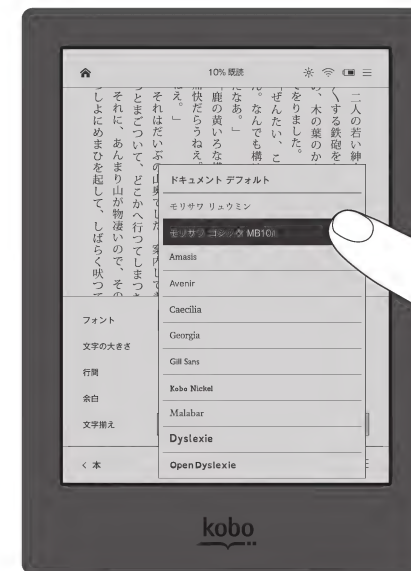 10% 既読
二人の若い紳
する鉄砲を
、木の葉のか
をりました。
「ぜんたい、こ
。なんでも構
なあ。」
鹿の黄いろな
痛快だらうねえ。
え。」
それはだいぶの山奥でした。案内して
とまごついて、どこかへ行つてしまつ
それに、あんまり山が物凄いので、その
しよにめまひを起して、しばらく吠つ
ドキュメント デフォルト
モリサワ リュウミン
モリサワ ゴシック MB101
Amasis
Avenir
Caecilia
Georgia
Gill Sans
Kobo Nickel
Malabar
Dyslexie
OpenDyslexie
フォント
文字の大きさ
行間
余白
文字揃え
< 本
kobo